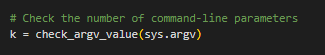 # Check the number of command-line parameters
k = check_argv_value(sys.argv)